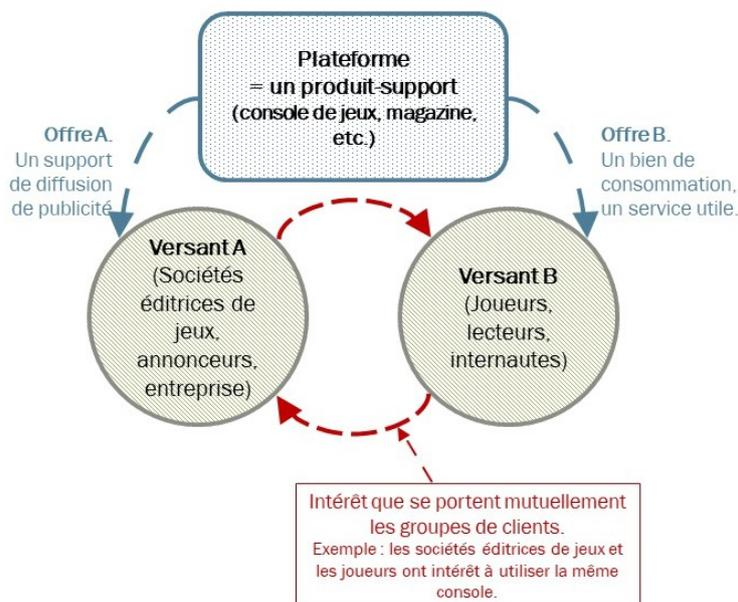 Plateforme
= un produit-support
(console de jeux, magazine,
etc.)
Offre A.
Un support
de diffusion
de publicité
Offre B.
Un bien de
consommation,
un service utile.
Versant A
(Sociétés
éditrices de
jeux,
annonceurs,
entreprise)
Versant B
(Joueurs,
lecteurs,
internautes)
Intérêt que se portent mutuellement
les groupes de clients.
Exemple : les sociétés éditrices de jeux et
les joueurs ont intérêt à utiliser la même
console.